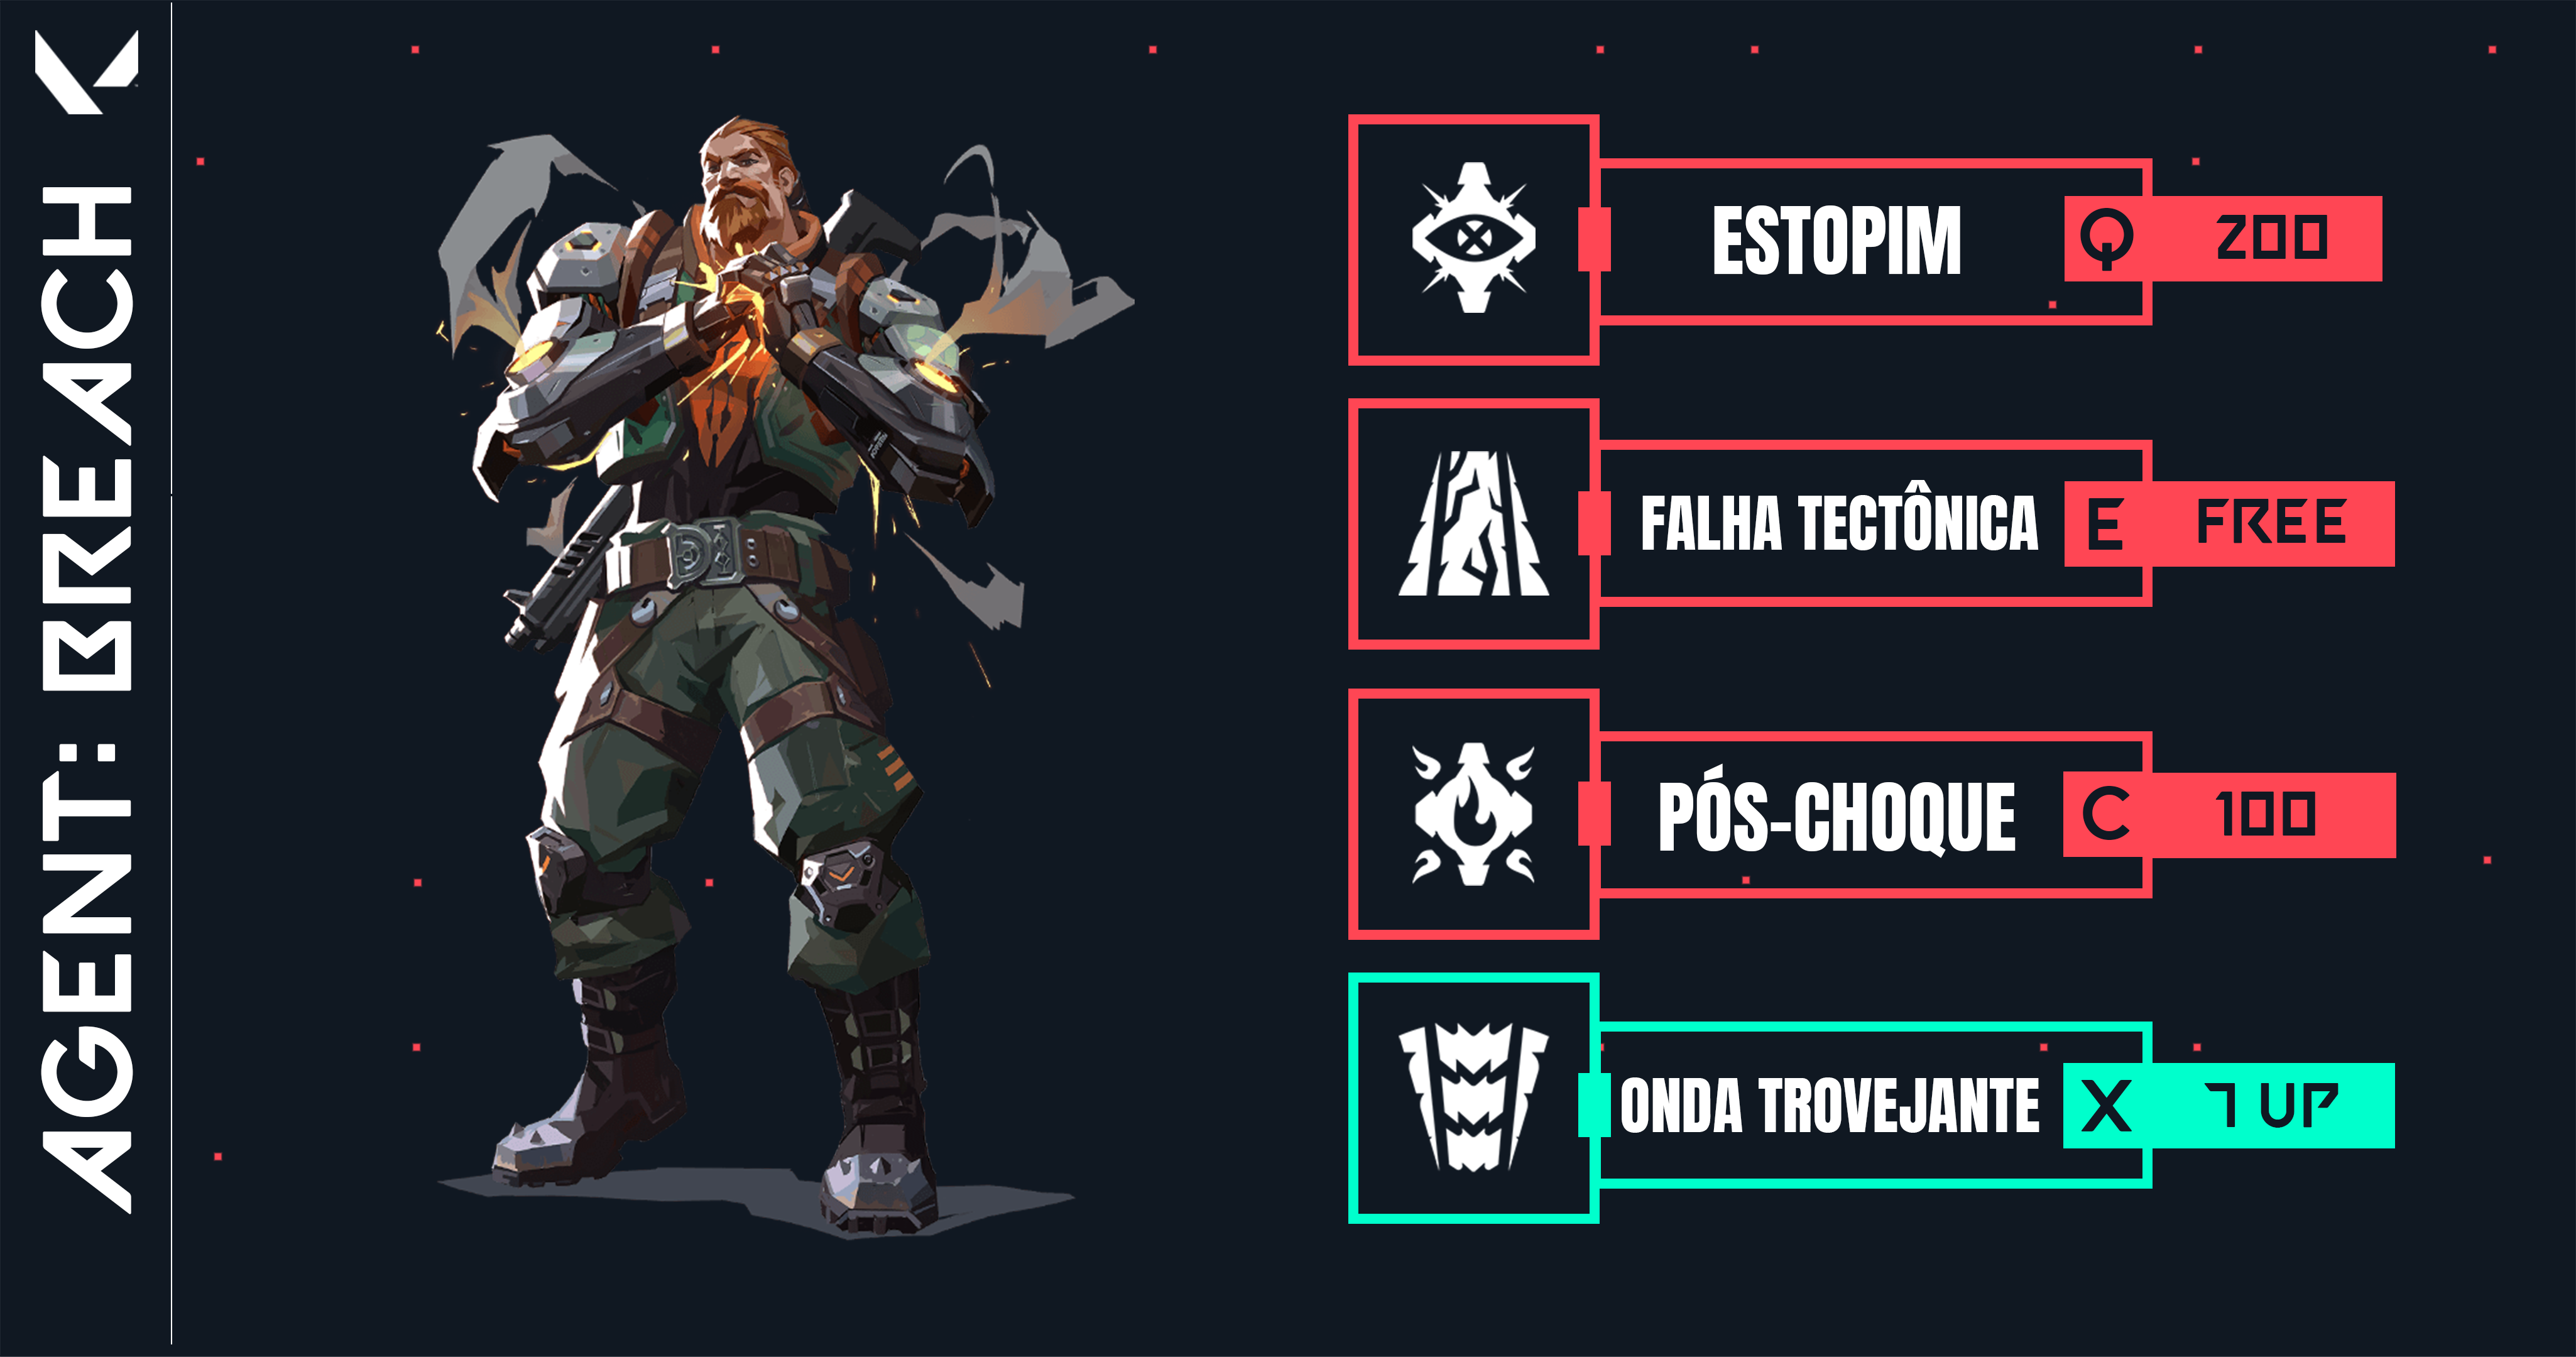 AGENT: BREACH
ESTOPIM
Q 200
FALHA TECTÔNICA
E FREE
PÓS-CHOQUE
C 100
ONDA TROVEJANTE
X 7 UP